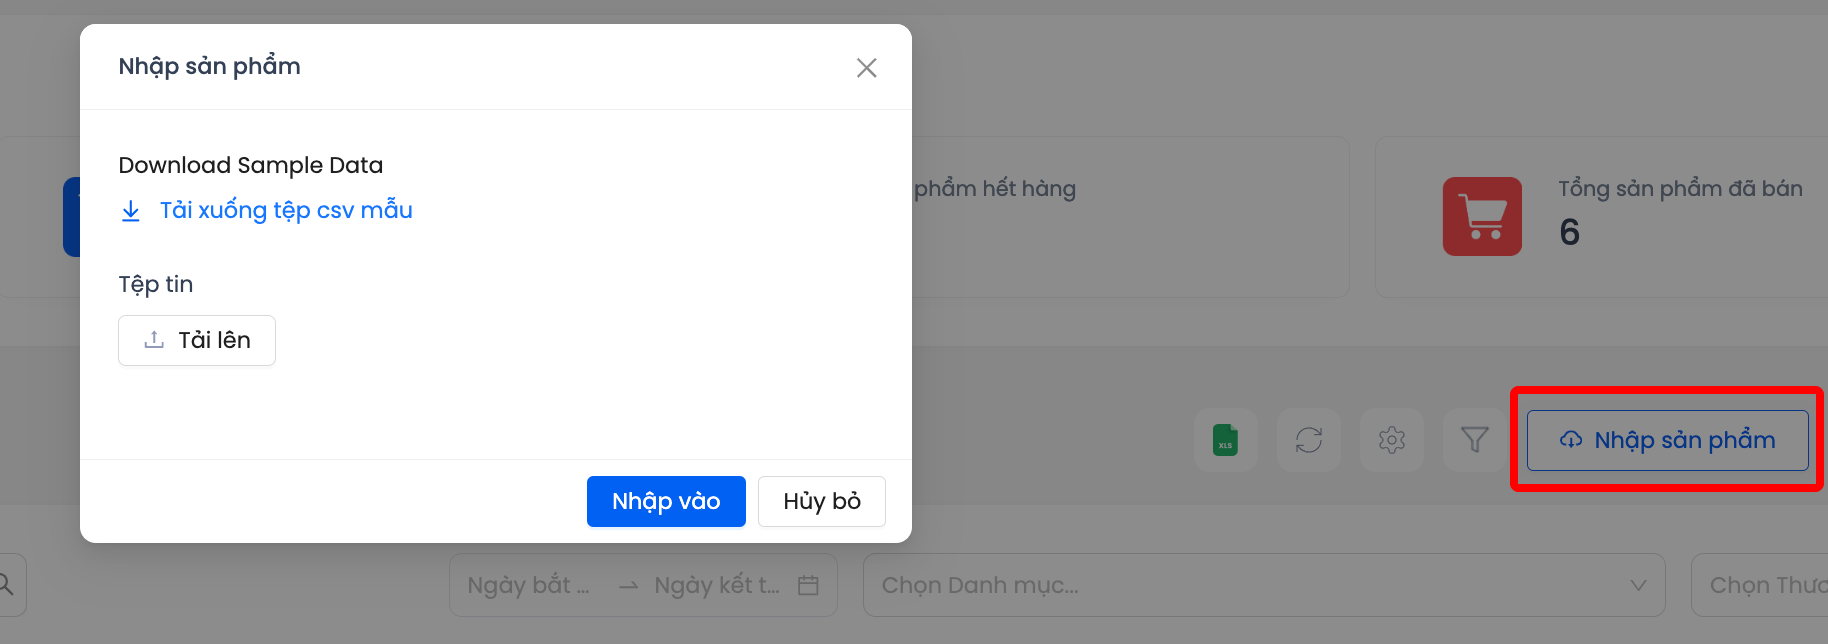 Nhập sản phẩm
Download Sample Data
Tải xuống tệp csv mẫu
Tệp tin
Tải lên
Nhập vào
Hủy bỏ
phẩm hết hàng
Tổng sản phẩm đã bán
6
XLS
Nhập sản phẩm
Ngày bắt ...
Ngày kết t...
Chọn Danh mục...
Chọn Thươ